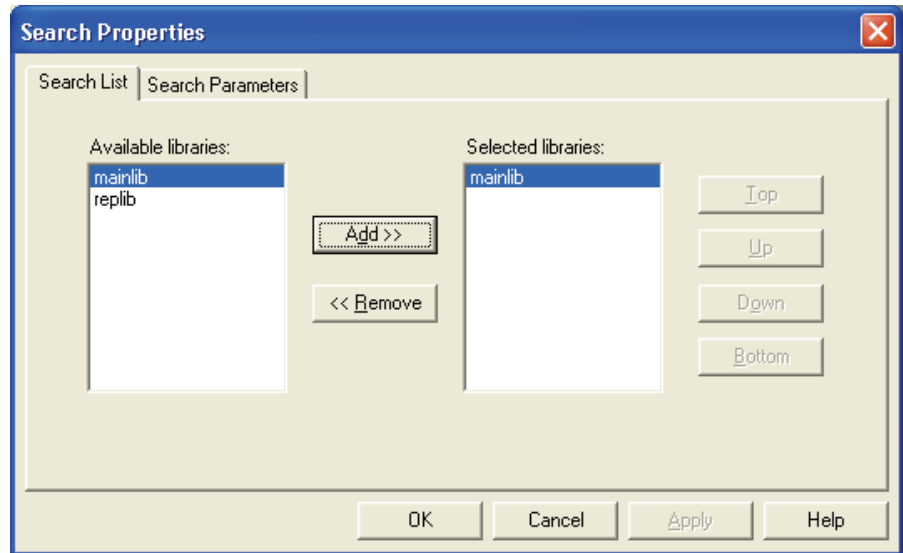 Search Properties
Search List Search Parameters
Available libraries:
mainlib
replib
Add >>
<< Remove
Selected libraries:
mainlib
Top
Up
Down
Bottom
OK Cancel Apply Help